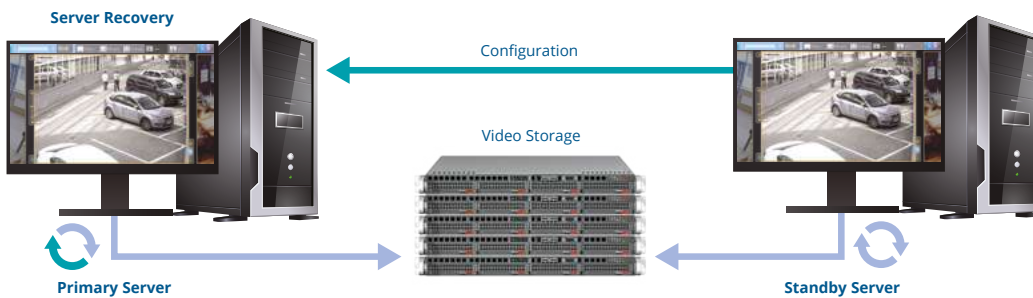 Server Recovery
Configuration
Video Storage
Primary Server
Standby Server